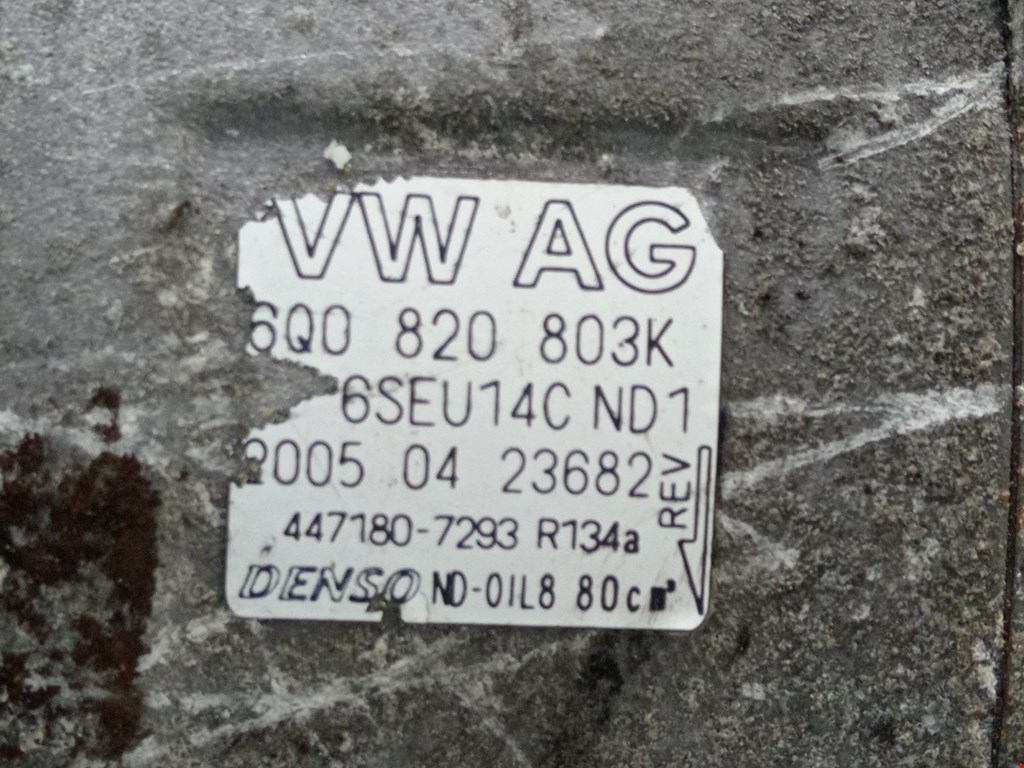 VW AG
6Q0 820 803K
6SEU14C ND1
2005 04 23682
REV
447180-7293 R134a
DENSO ND-OIL8 80cm³